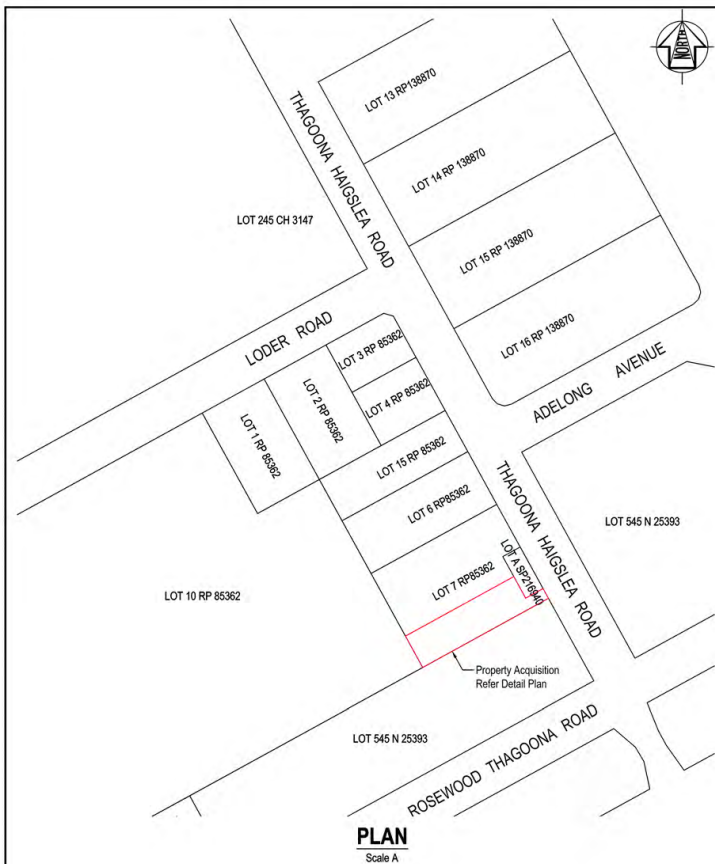 NORTH
LOT 13 RP138870
THAGOONA HAIGSLEA ROAD
LOT 14 RP 138870
LOT 245 CH 3147
LOT 15 RP 138870
LOT 16 RP 138870
LODER ROAD
LOT 3 RP 85362
LOT 2 RP 85362
LOT 4 RP 85362
ADELONG AVENUE
LOT 1 RP 85362
LOT 15 RP 85362
THAGOONA HAIGSLEA ROAD
LOT 6 RP85362
LOT 545 N 25393
LOT A SP216940
LOT 7 RP85362
LOT 10 RP 85362
Property Acquisition
Refer Detail Plan
LOT 545 N 25393
ROSEWOOD THAGOONA ROAD
PLAN
Scale A